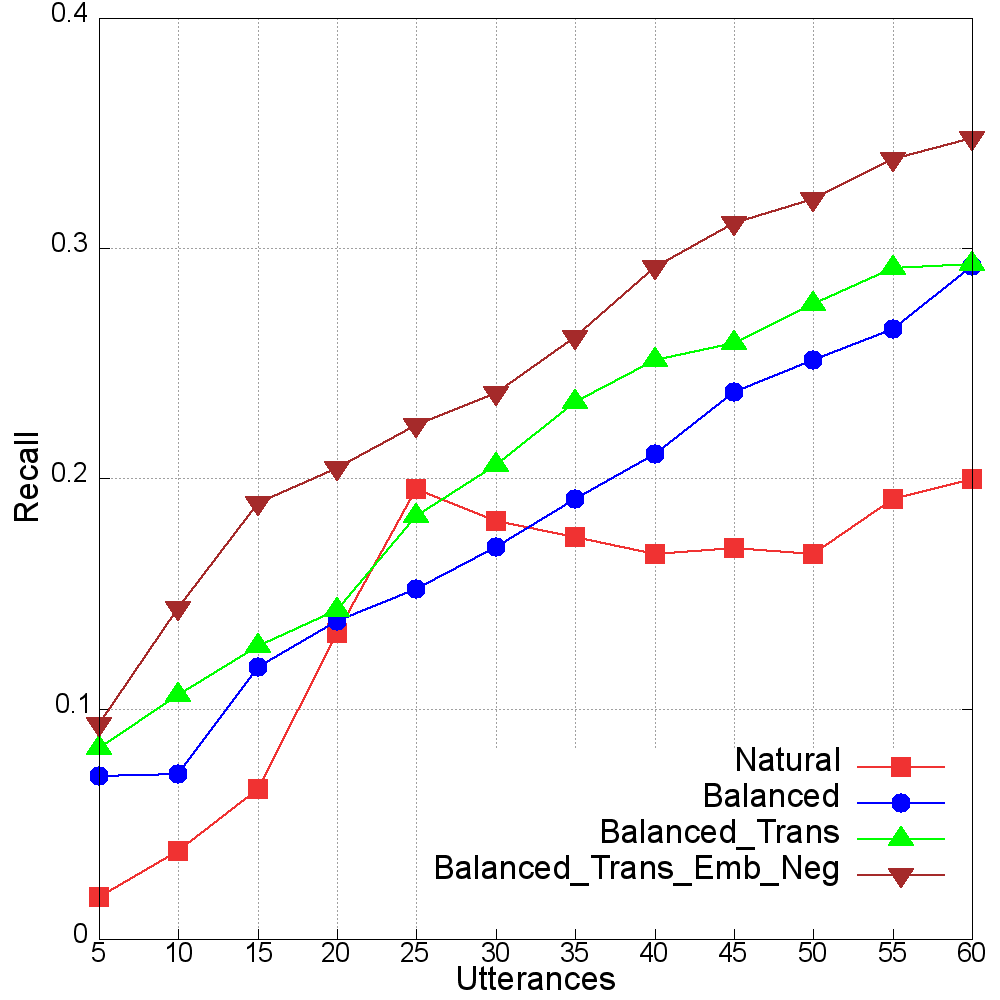 0.4
0.3
0.2
0.1
0
Recall
Natural
Balanced
Balanced_Trans
Balanced_Trans_Emb_Neg
5 10 15 20 25 30 35 40 45 50 55 60
Utterances